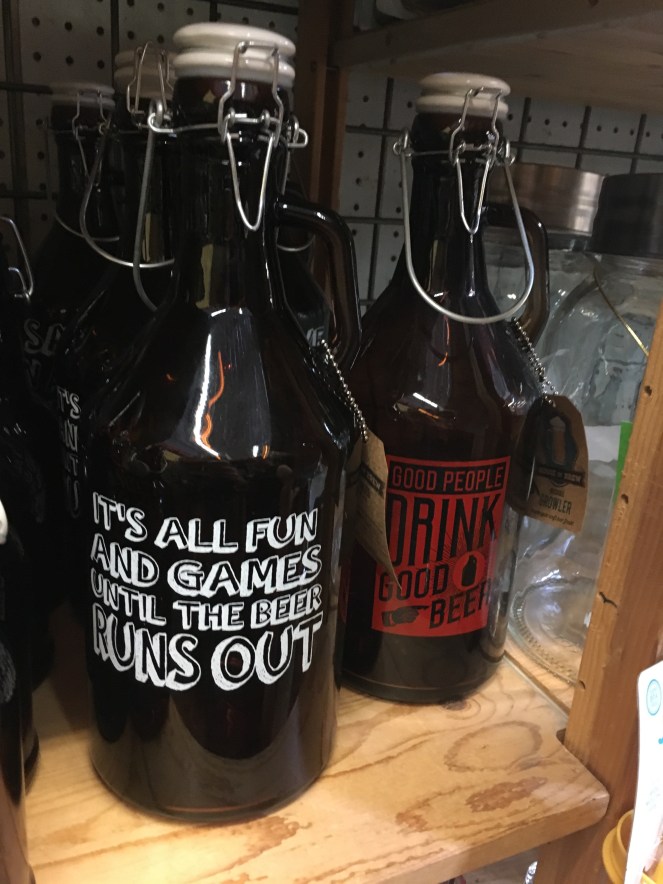 IT'S ALL FUN
AND GAMES
UNTIL THE BEER
RUNS OUT
GOOD PEOPLE
DRINK
GOOD
BEER